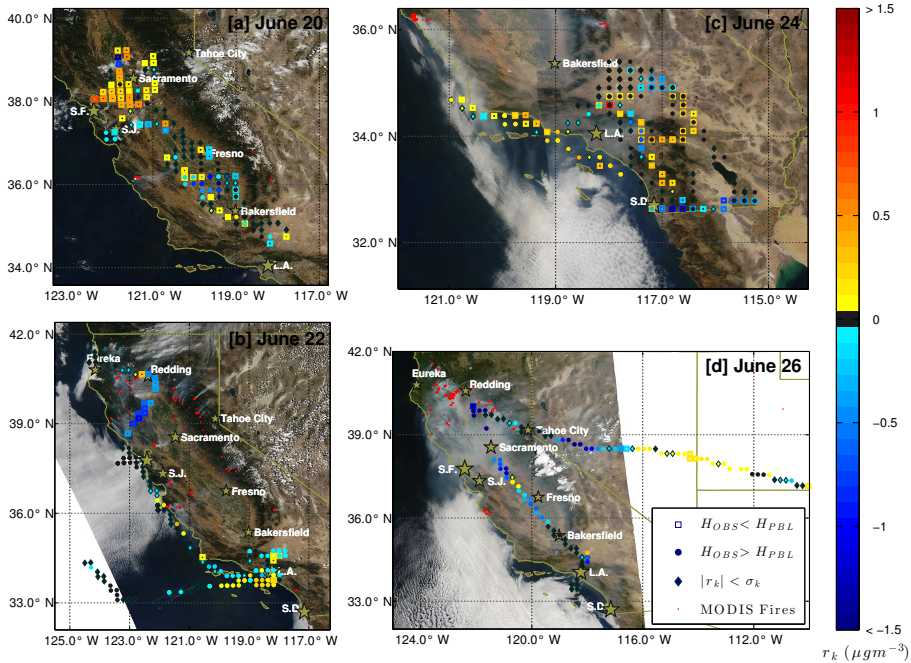 [a] June 20
Tahoe City
Sacramento
S.F.
S.J.
Fresno
Bakersfield
L.A.
40.0° N
38.0° N
36.0° N
34.0° N
123.0° W
121.0° W
119.0° W
117.0° W
[c] June 24
Bakersfield
L.A.
S.D.
36.0° N
34.0° N
32.0° N
121.0° W
119.0° W
117.0° W
115.0° W
[b] June 22
Eureka
Redding
Tahoe City
Sacramento
S.J.
Fresno
Bakersfield
L.A.
S.D.
42.0° N
39.0° N
36.0° N
33.0° N
125.0° W
122.0° W
120.0° W
117.0° W
[d] June 26
Eureka
Redding
Tahoe City
Sacramento
S.F.
S.J.
Fresno
Bakersfield
L.A.
S.D.
42.0° N
39.0° N
36.0° N
33.0° N
124.0° W
120.0° W
116.0° W
112.0° W
H_OBS < H_PBL
H_OBS > H_PBL
|r_k| < σ_k
MODIS Fires
> 1.5
1
0.5
0
−0.5
−1
< −1.5
r_k (μgm⁻³)